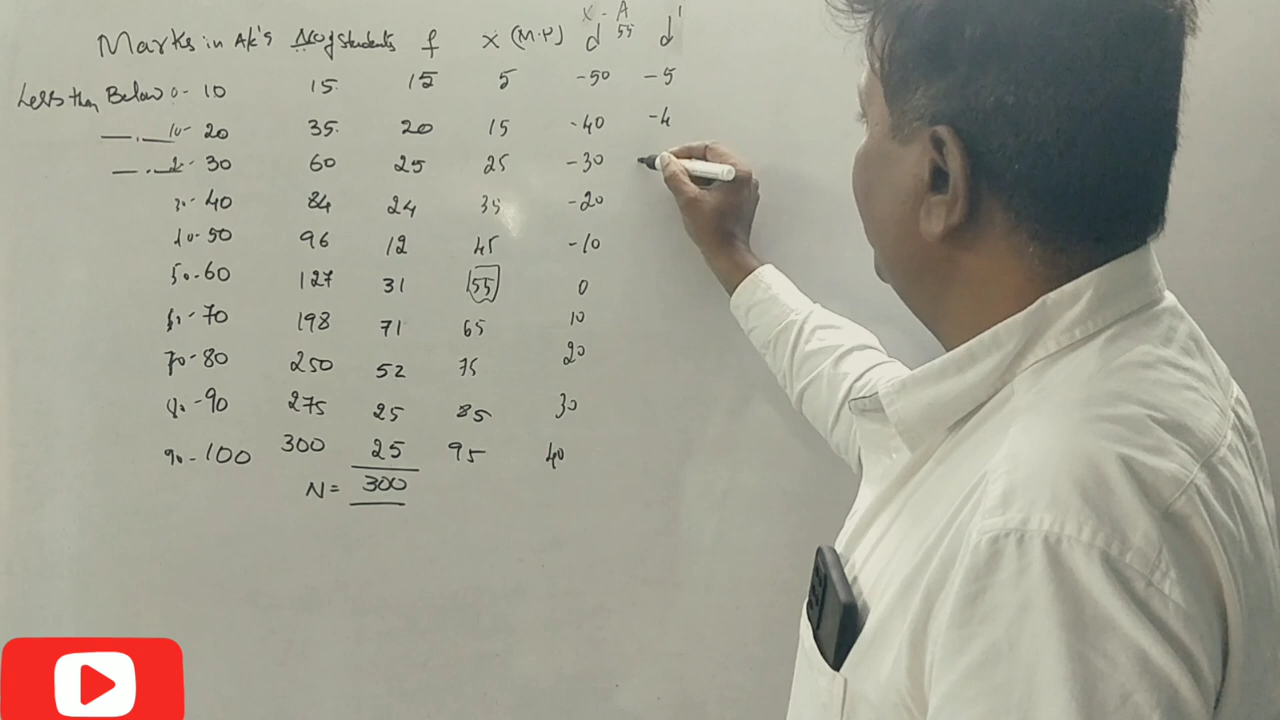 Marks in A/c's No of Students f x (M.P) d d'
x - A
55
Less than Below 0 - 10 15 15 5 -50 -5
—.— 10- 20 35 20 15 -40 -4
—.— 30 60 25 25 -30
30- 40 84 24 35 -20
40-50 96 12 45 -10
50-60 127 31 55 0
- 70 198 71 65 10
70-80 250 52 75 20
80-90 275 25 85 30
90-100 300 25 95 40
N= 300